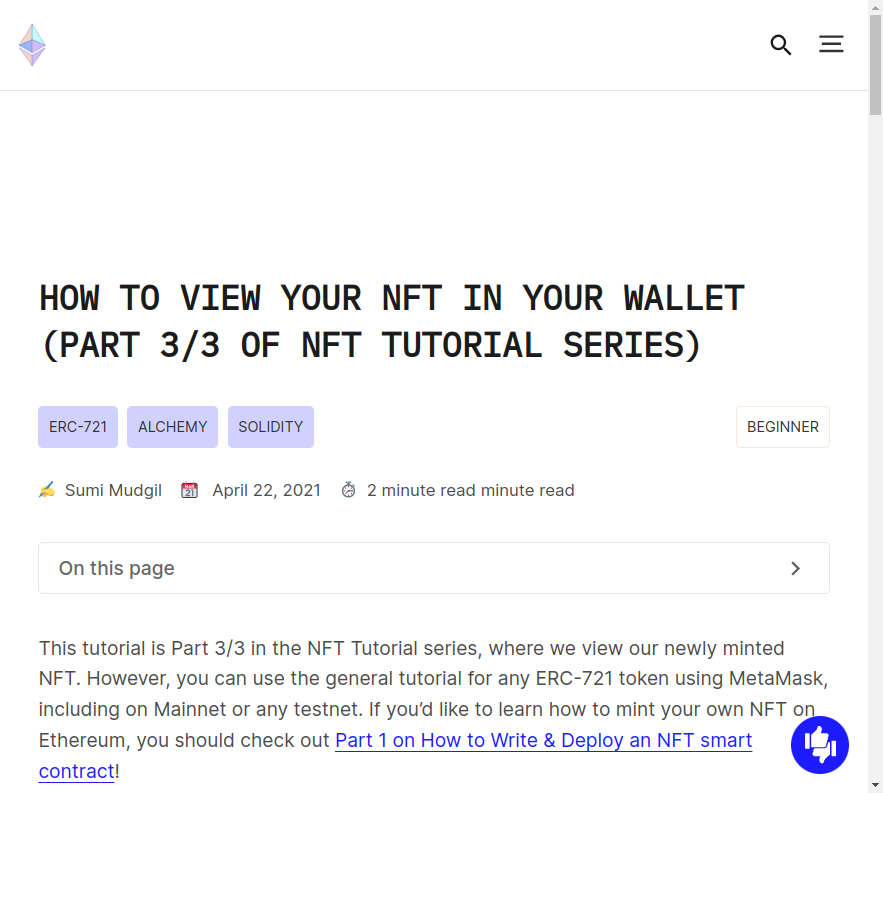 HOW TO VIEW YOUR NFT IN YOUR WALLET
(PART 3/3 OF NFT TUTORIAL SERIES)
ERC-721 ALCHEMY SOLIDITY BEGINNER
Sumi Mudgil April 22, 2021 2 minute read minute read
On this page
This tutorial is Part 3/3 in the NFT Tutorial series, where we view our newly minted
NFT. However, you can use the general tutorial for any ERC-721 token using MetaMask,
including on Mainnet or any testnet. If you’d like to learn how to mint your own NFT on
Ethereum, you should check out Part 1 on How to Write & Deploy an NFT smart
contract!